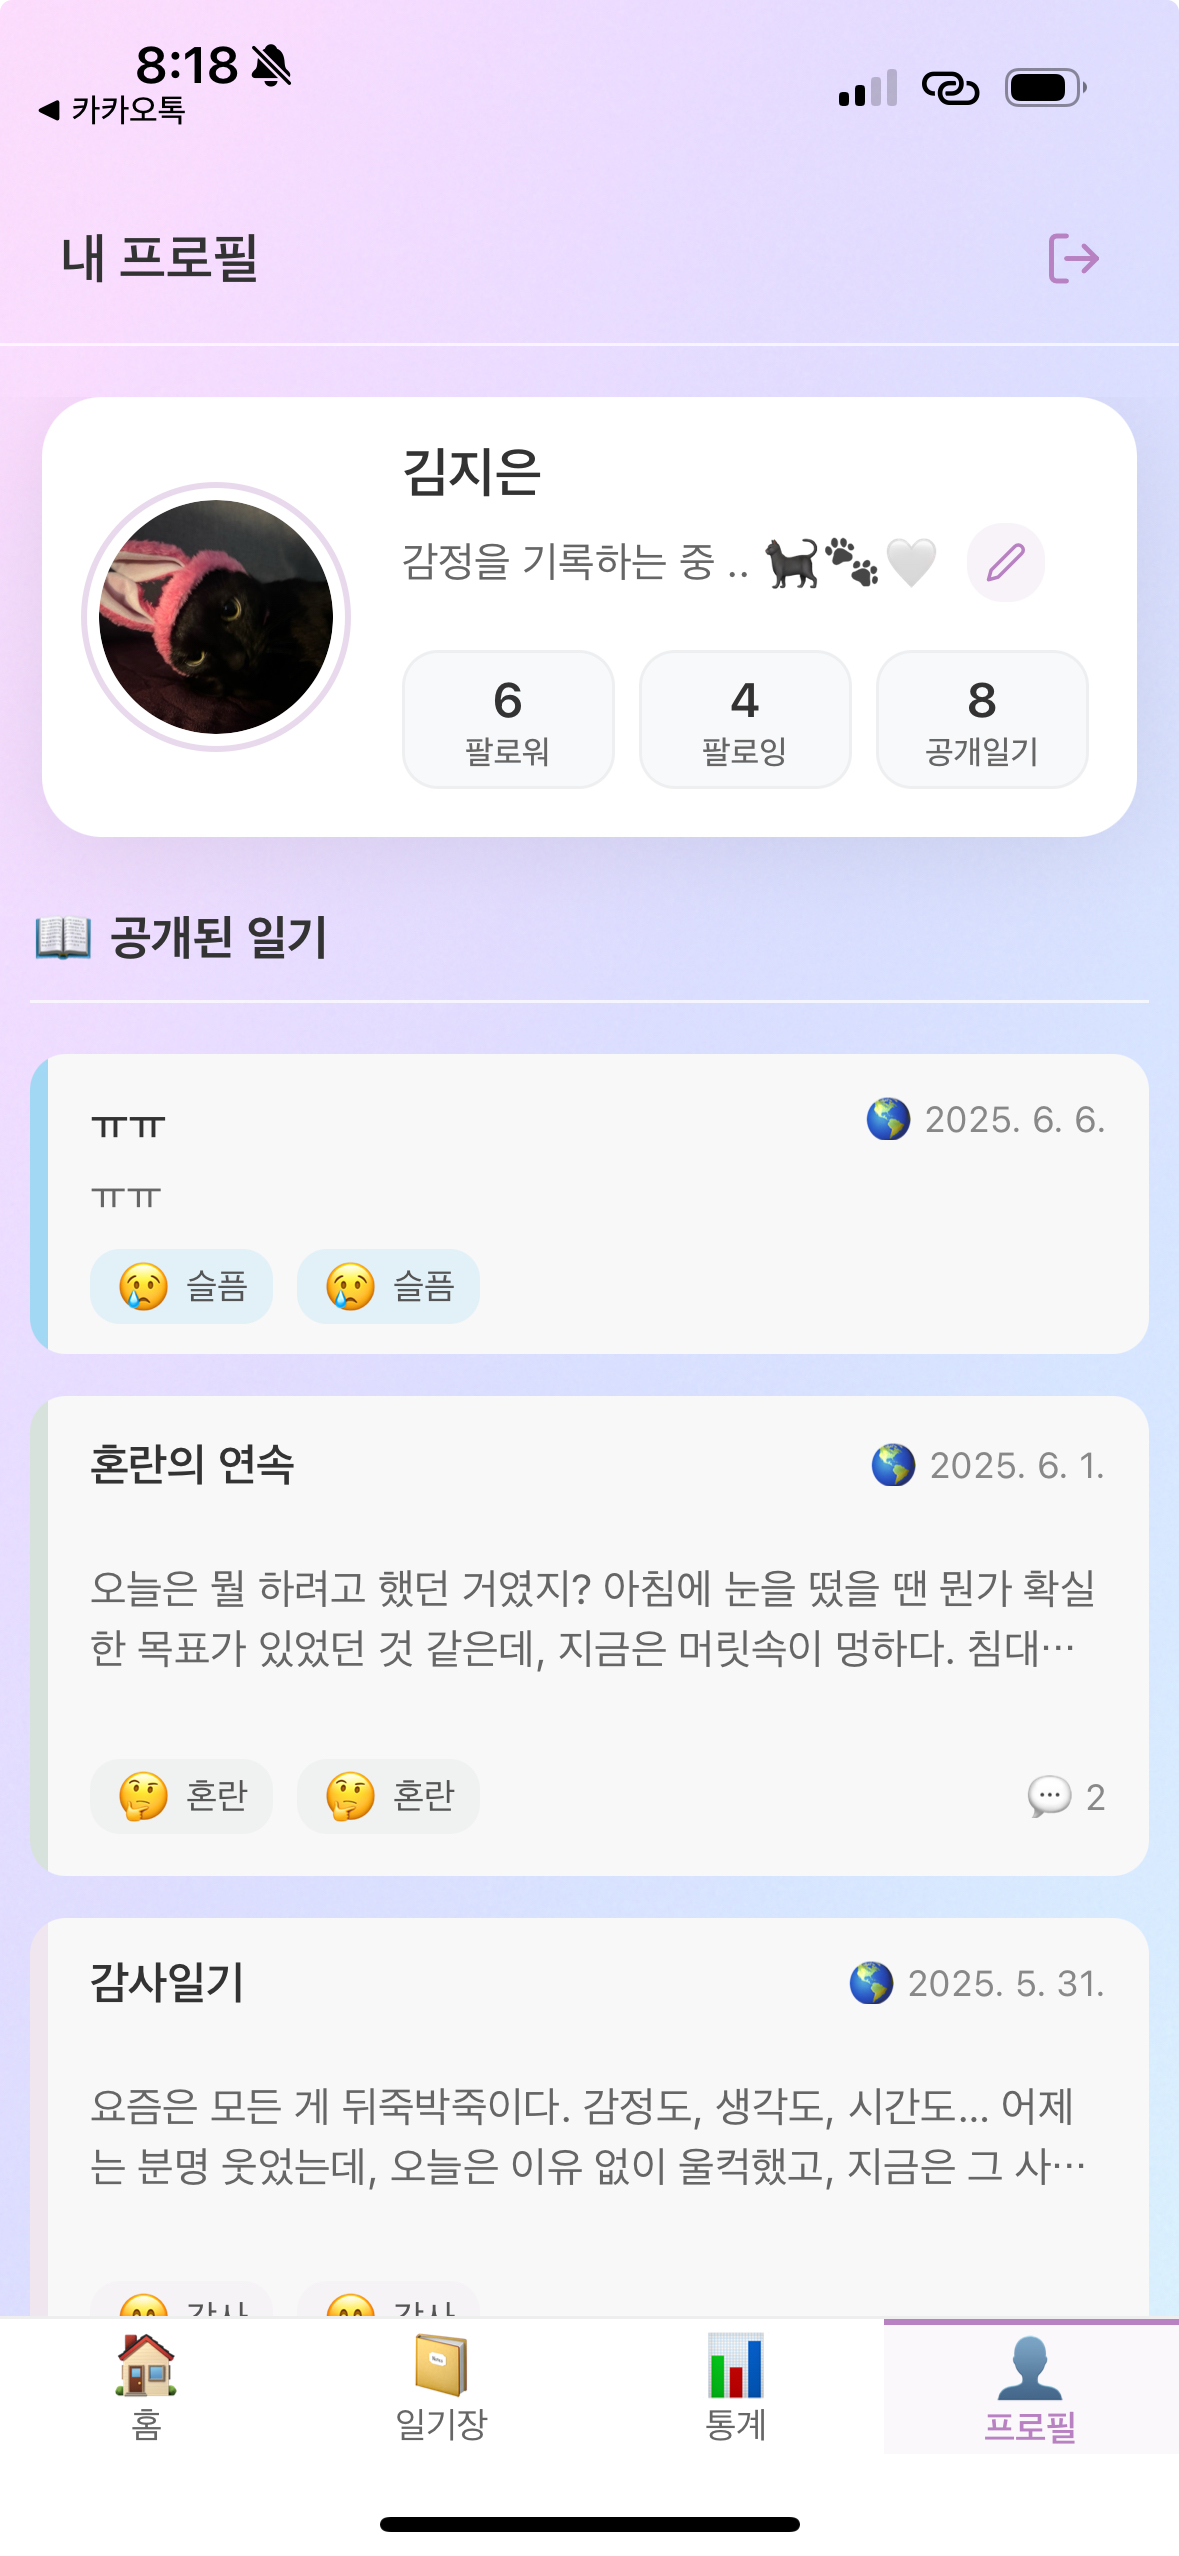 8:18
◀ 카카오톡
내 프로필
김지은
감정을 기록하는 중 .. 🐈‍⬛🐾🤍
6
팔로워
4
팔로잉
8
공개일기
📖 공개된 일기
ㅠㅠ
🌎 2025. 6. 6.
ㅠㅠ
😢 슬픔 😢 슬픔
혼란의 연속
🌎 2025. 6. 1.
오늘은 뭘 하려고 했던 거였지? 아침에 눈을 떴을 땐 뭔가 확실
한 목표가 있었던 것 같은데, 지금은 머릿속이 멍하다. 침대…
🤔 혼란 🤔 혼란
💬 2
감사일기
🌎 2025. 5. 31.
요즘은 모든 게 뒤죽박죽이다. 감정도, 생각도, 시간도... 어제
는 분명 웃었는데, 오늘은 이유 없이 울컥했고, 지금은 그 사…
감사 감사
홈
일기장
통계
프로필